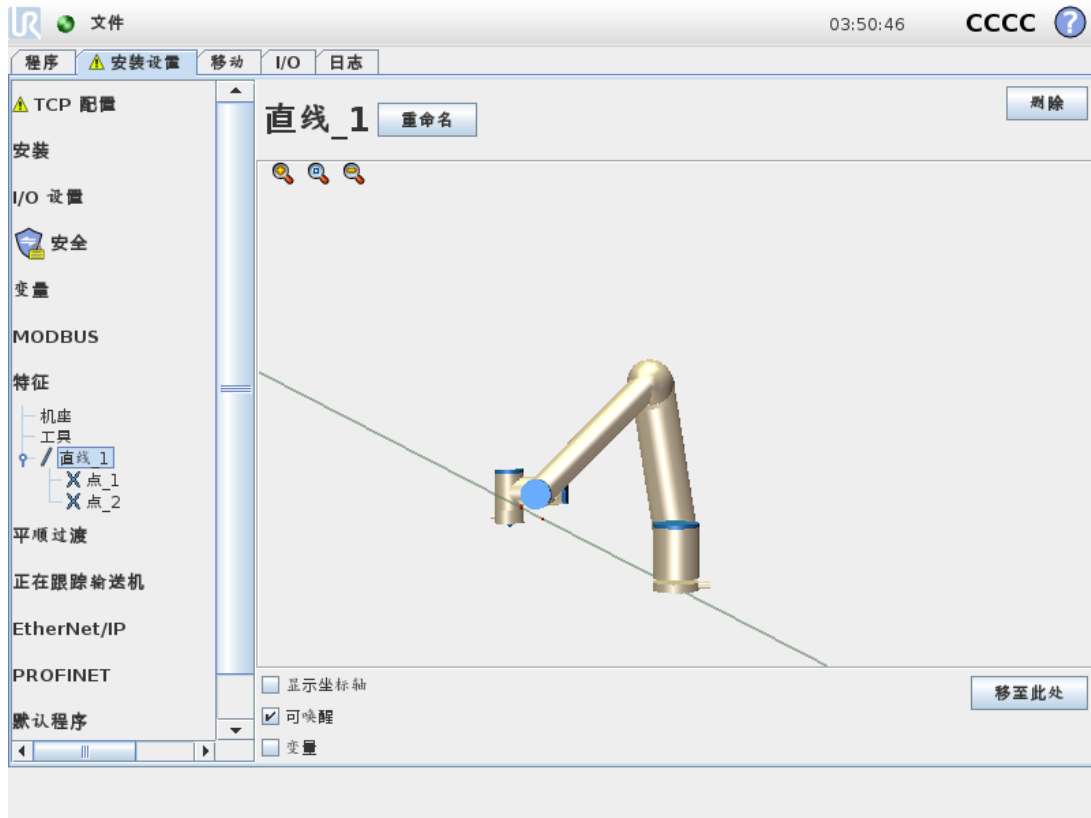 UR 文件 03:50:46 CCCC ?
程序 安装设置 移动 I/O 日志
TCP 配置
安装
I/O 设置
安全
变量
MODBUS
特征
机座
工具
直线_1
点_1
点_2
平顺过渡
正在跟踪输送机
EtherNet/IP
PROFINET
默认程序
直线_1 重命名 删除
显示坐标轴
可唤醒
变量
移至此处